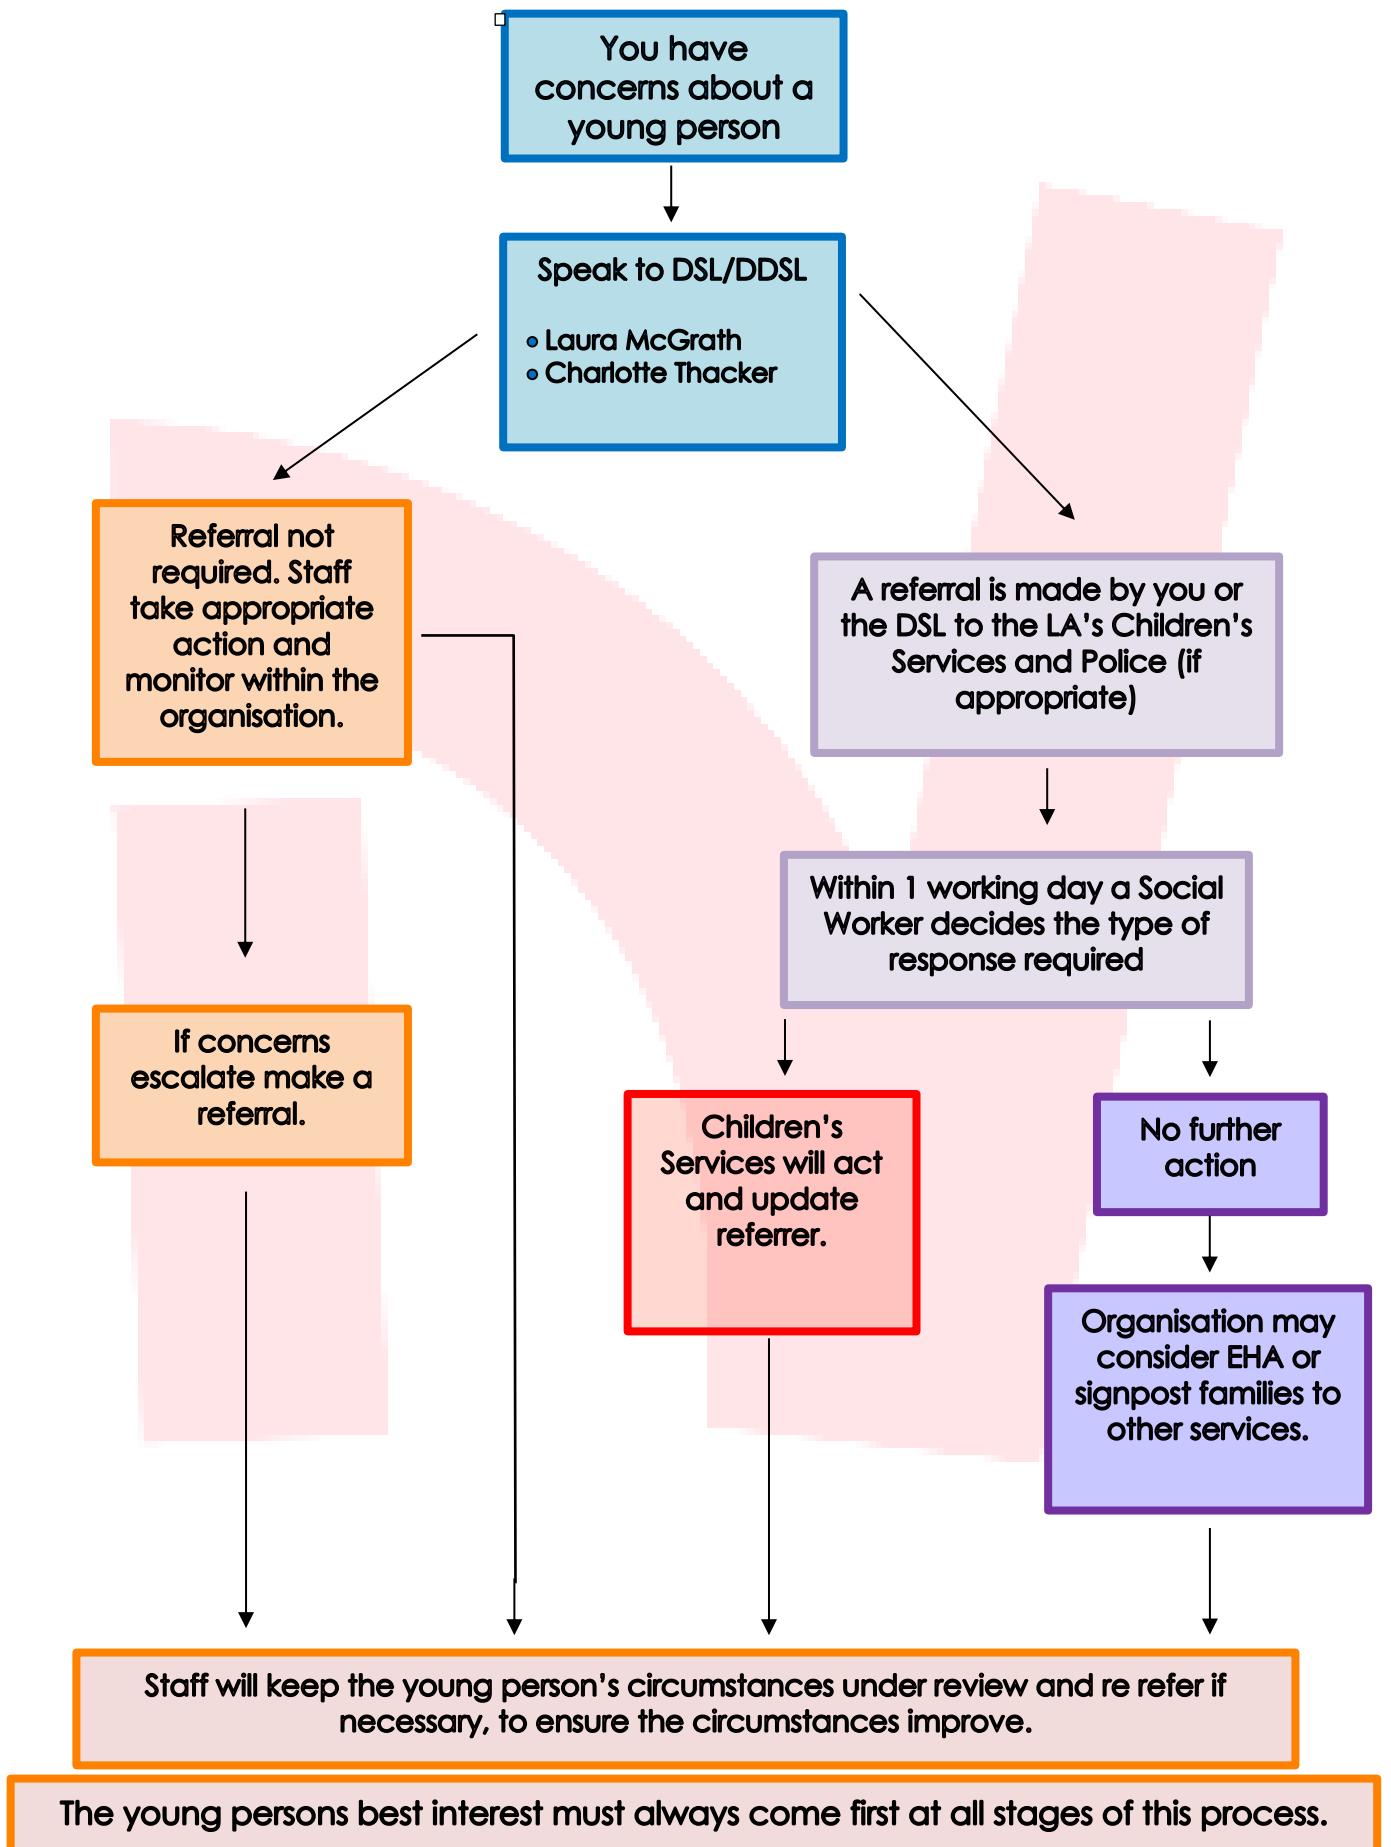 You have
concerns about a
young person
Speak to DSL/DDSL
• Laura McGrath
• Charlotte Thacker
Referral not
required. Staff
take appropriate
action and
monitor within the
organisation.
A referral is made by you or
the DSL to the LA’s Children’s
Services and Police (if
appropriate)
Within 1 working day a Social
Worker decides the type of
response required
If concerns
escalate make a
referral.
Children’s
Services will act
and update
referrer.
No further
action
Organisation may
consider EHA or
signpost families to
other services.
Staff will keep the young person’s circumstances under review and re refer if
necessary, to ensure the circumstances improve.
The young persons best interest must always come first at all stages of this process.